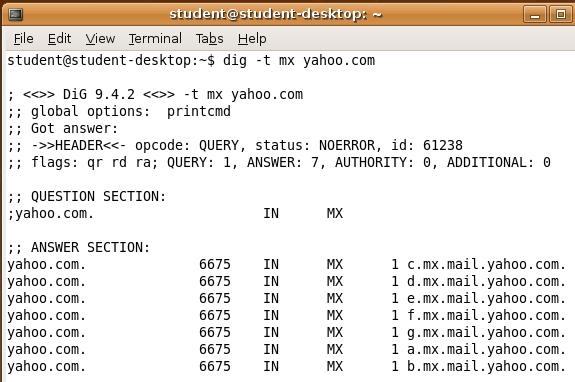 student@student-desktop: ~
File Edit View Terminal Tabs Help
student@student-desktop:~$ dig -t mx yahoo.com
; <<>> DiG 9.4.2 <<>> -t mx yahoo.com
;; global options:  printcmd
;; Got answer:
;; ->>HEADER<<- opcode: QUERY, status: NOERROR, id: 61238
;; flags: qr rd ra; QUERY: 1, ANSWER: 7, AUTHORITY: 0, ADDITIONAL: 0
;; QUESTION SECTION:
;yahoo.com.                     IN      MX
;; ANSWER SECTION:
yahoo.com.              6675    IN      MX      1 c.mx.mail.yahoo.com.
yahoo.com.              6675    IN      MX      1 d.mx.mail.yahoo.com.
yahoo.com.              6675    IN      MX      1 e.mx.mail.yahoo.com.
yahoo.com.              6675    IN      MX      1 f.mx.mail.yahoo.com.
yahoo.com.              6675    IN      MX      1 g.mx.mail.yahoo.com.
yahoo.com.              6675    IN      MX      1 a.mx.mail.yahoo.com.
yahoo.com.              6675    IN      MX      1 b.mx.mail.yahoo.com.